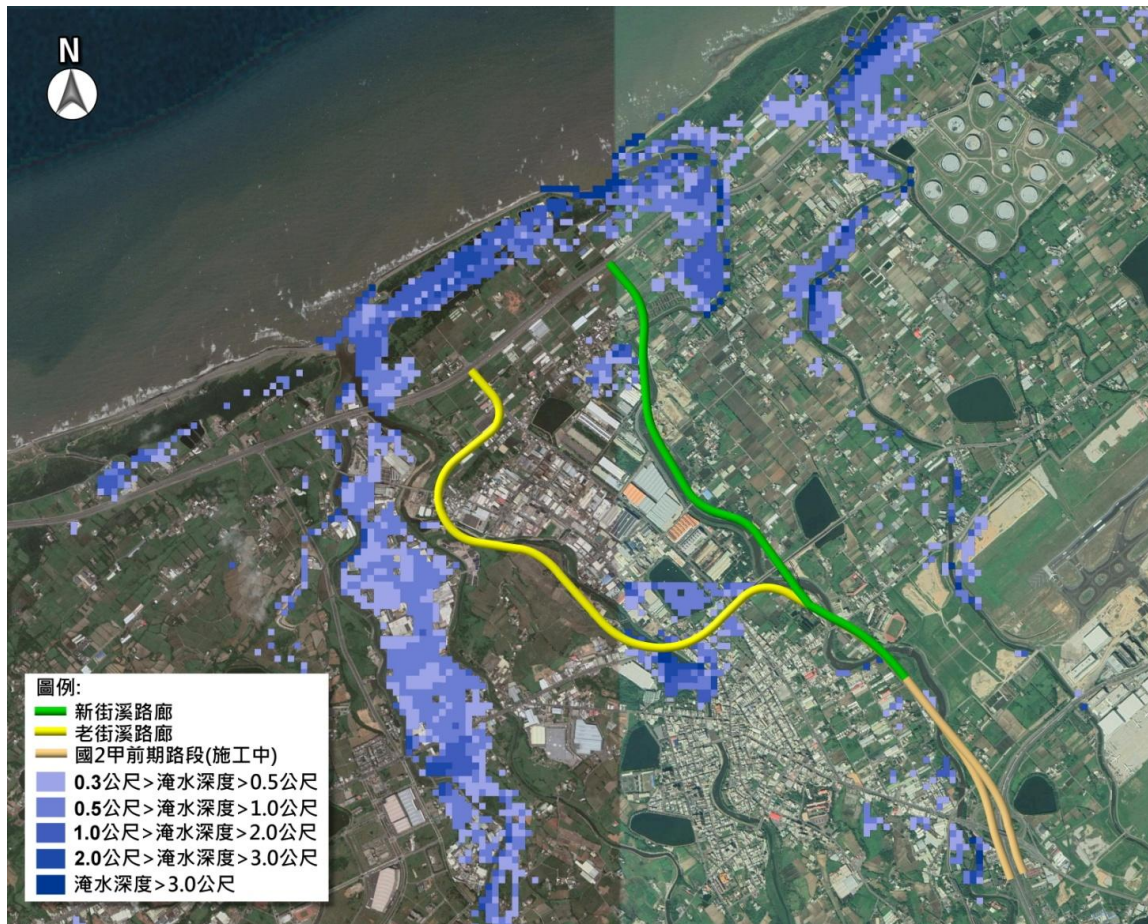 N
圖例:
新街溪路廊
老街溪路廊
國2甲前期路段(施工中)
0.3公尺>淹水深度>0.5公尺
0.5公尺>淹水深度>1.0公尺
1.0公尺>淹水深度>2.0公尺
2.0公尺>淹水深度>3.0公尺
淹水深度>3.0公尺